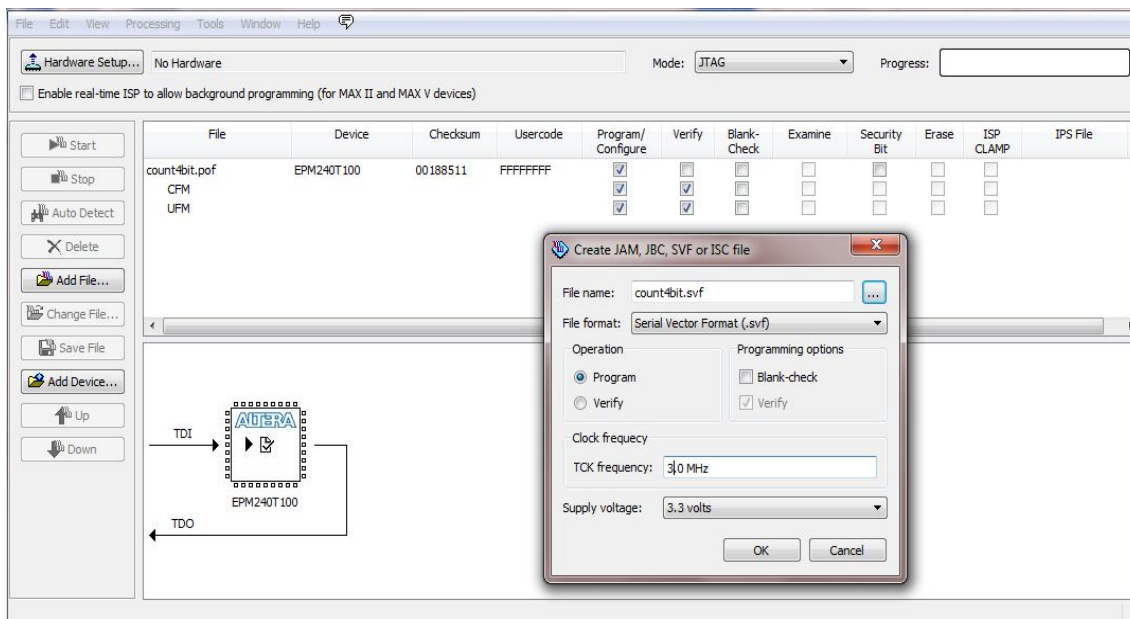 File Edit View Processing Tools Window Help
Hardware Setup... No Hardware Mode: JTAG Progress:
Enable real-time ISP to allow background programming (for MAX II and MAX V devices)
Start
Stop
Auto Detect
Delete
Add File...
Change File...
Save File
Add Device...
Up
Down
File Device Checksum Usercode Program/ Verify Blank- Examine Security Erase ISP IPS File
Configure Check Bit CLAMP
count4bit.pof EPM240T100 00188511 FFFFFFFF
CFM
UFM
TDI
ALTERA
EPM240T100
TDO
Create JAM, JBC, SVF or ISC file
File name: count4bit.svf ...
File format: Serial Vector Format (.svf)
Operation Programming options
Program Blank-check
Verify Verify
Clock frequecy
TCK frequency: 3.0 MHz
Supply voltage: 3.3 volts
OK Cancel